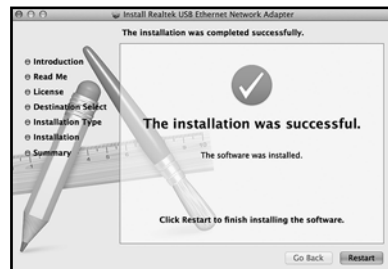 Install Realtek USB Ethernet Network Adapter
The installation was completed successfully.
Introduction
Read Me
License
Destination Select
Installation Type
Installation
Summary
The installation was successful.
The software was installed.
Click Restart to finish installing the software.
Go Back
Restart